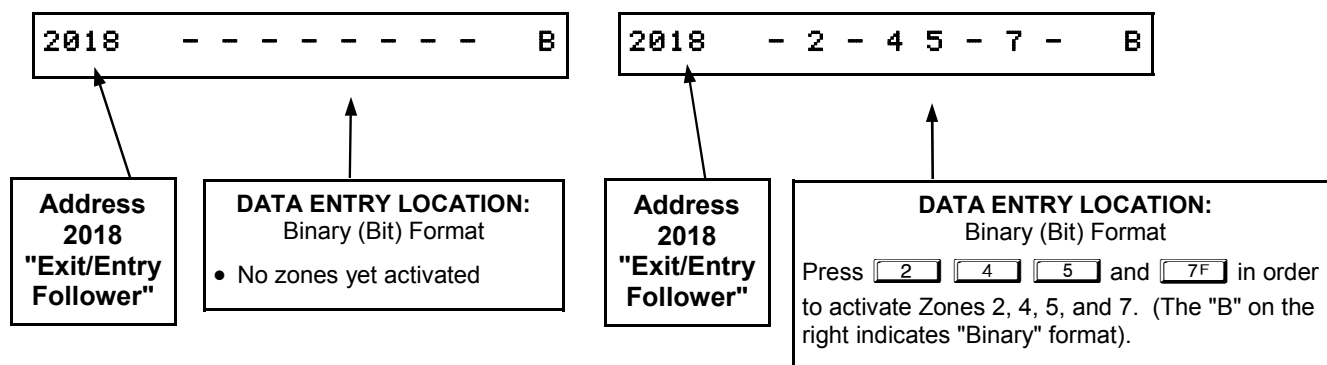 2018 - - - - - - - - B
2018 - 2 - 4 5 - 7 - B
Address
2018
"Exit/Entry
Follower"
DATA ENTRY LOCATION:
Binary (Bit) Format
• No zones yet activated
Address
2018
"Exit/Entry
Follower"
DATA ENTRY LOCATION:
Binary (Bit) Format
Press 2 4 5 and 7F in order
to activate Zones 2, 4, 5, and 7. (The "B" on the
right indicates "Binary" format).